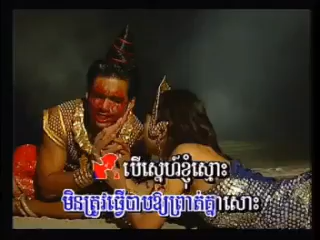 បើស្នេហ៍ខ្ញុំស្មោះ
មិនត្រូវធ្វើបាបឱ្យព្រាត់គ្នាសោះ